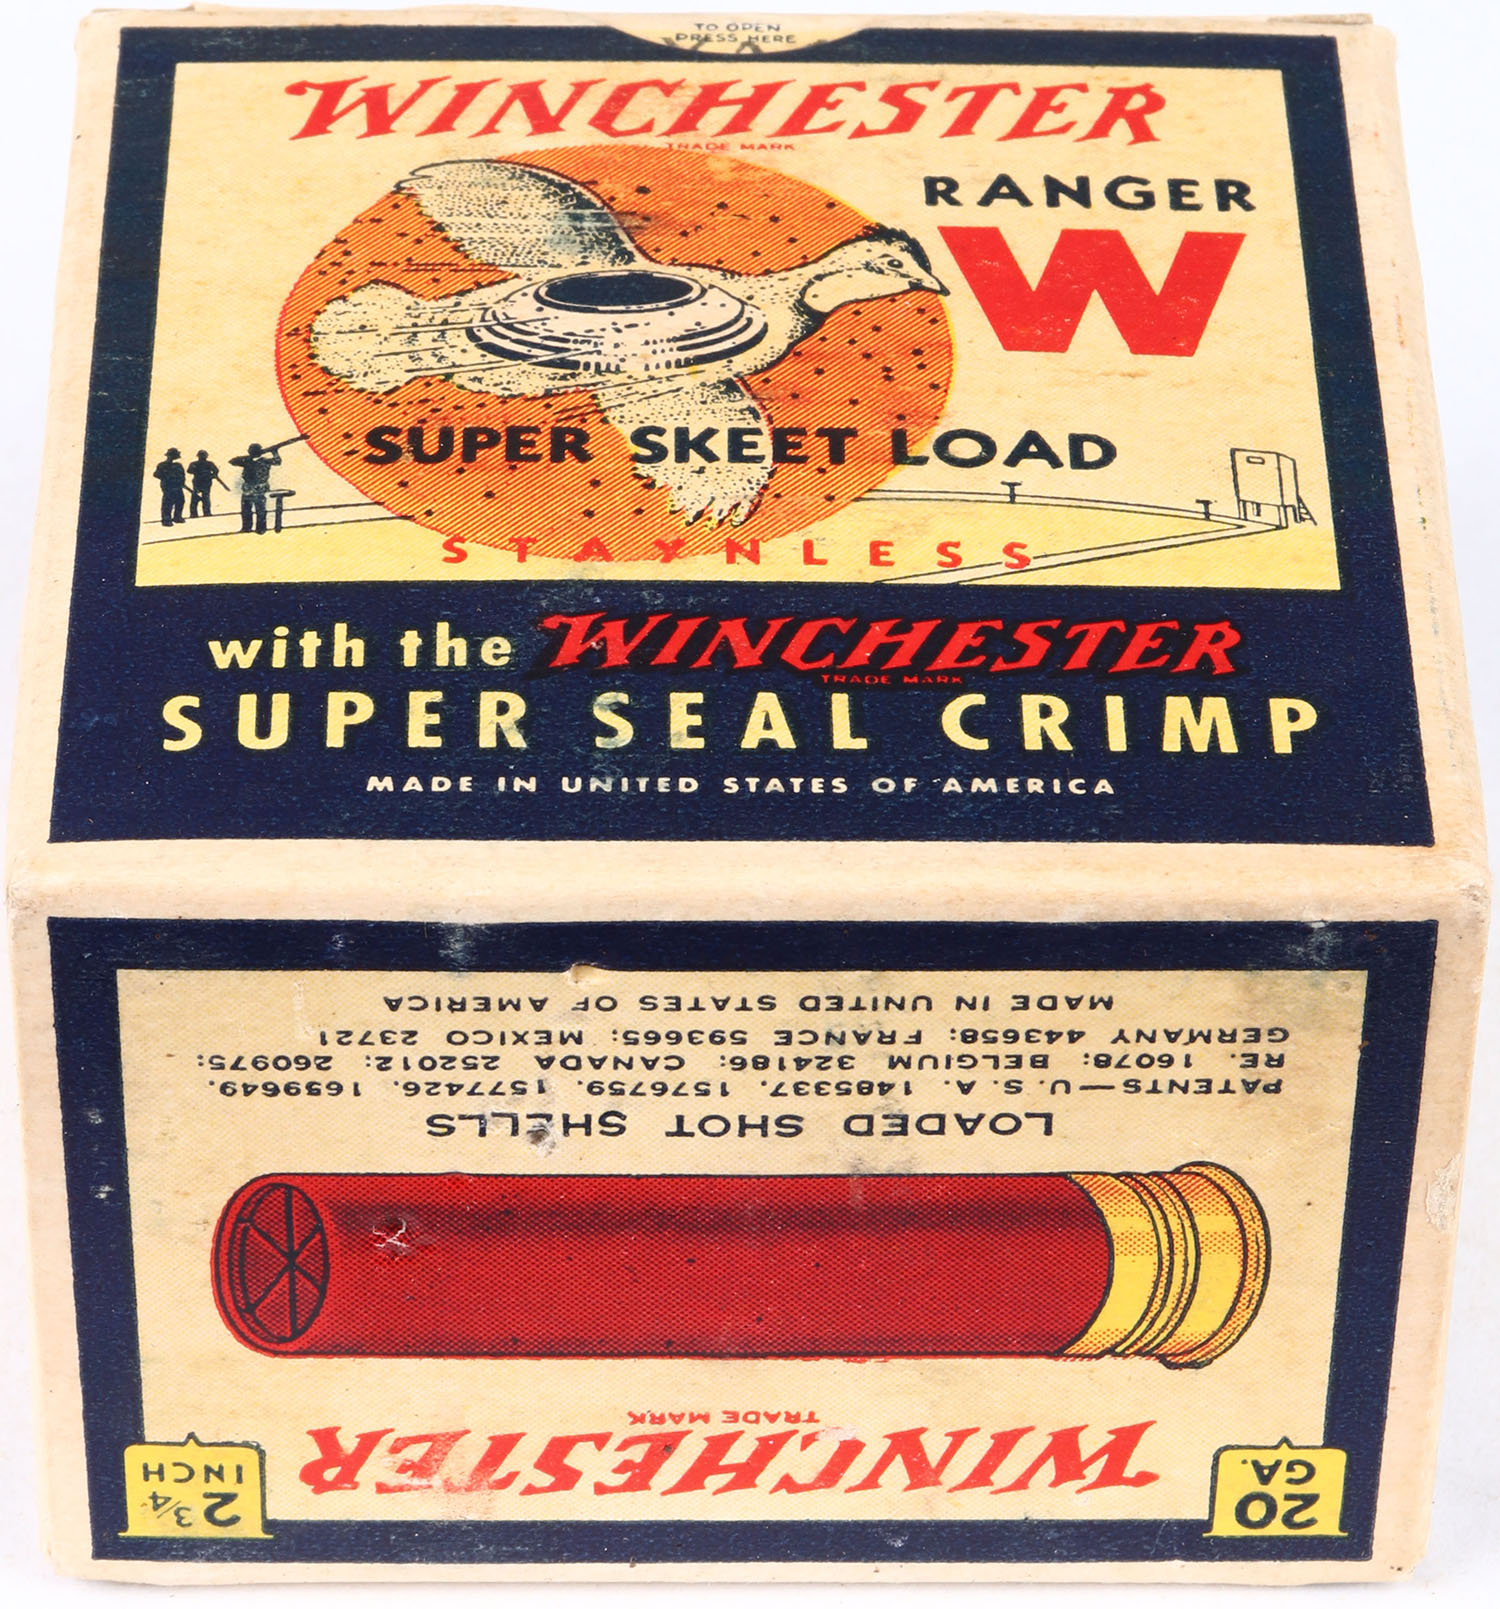 TO OPEN
PRESS HERE
WINCHESTER
TRADE MARK
RANGER
W
SUPER SKEET LOAD
STAYNLESS
with the WINCHESTER
TRADE MARK
SUPER SEAL CRIMP
MADE IN UNITED STATES OF AMERICA
20
GA.
2 3/4
INCH
WINCHESTER
TRADE MARK
LOADED SHOT SHELLS
PATENTS—U. S. A. 1485337. 1576759. 1577426. 1659649.
RE. 16078: BELGIUM 324186: CANADA 252012: 260975:
GERMANY 443658: FRANCE 593665: MEXICO 23721
MADE IN UNITED STATES OF AMERICA